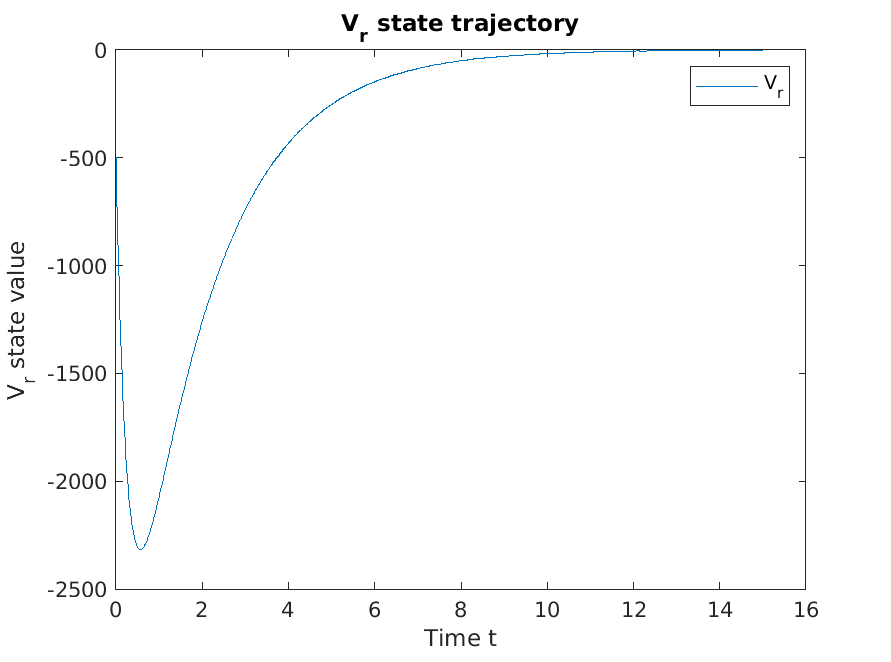 V_r state trajectory
V_r
0
-500
-1000
-1500
-2000
-2500
V_r state value
0 2 4 6 8 10 12 14 16
Time t